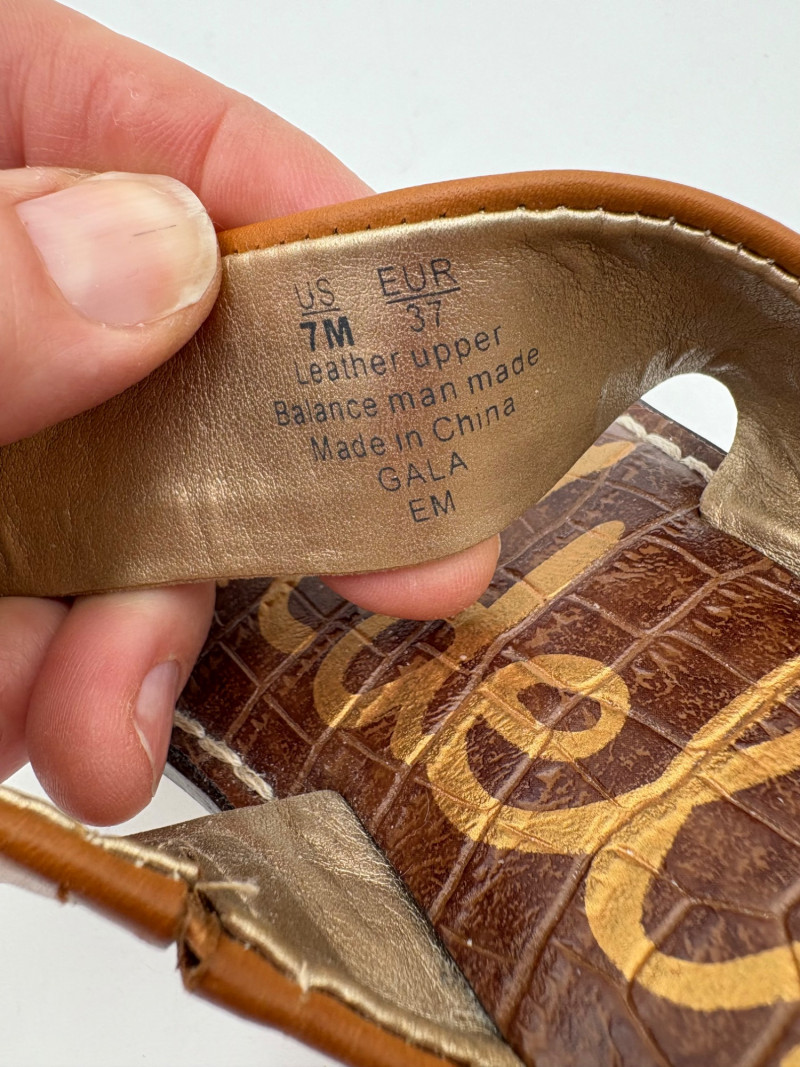 US EUR
7M 37
Leather upper
Balance man made
Made in China
GALA
EM